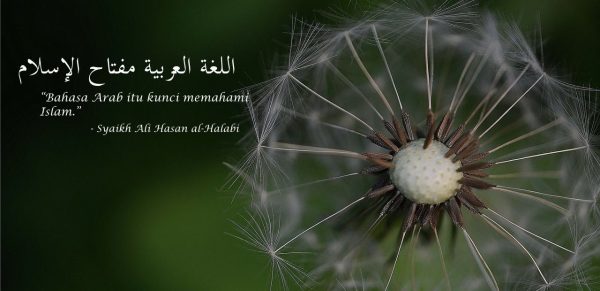 اللغة العربية مفتاح الإسلام
“Bahasa Arab itu kunci memahami
Islam.”
- Syaikh Ali Hasan al-Halabi